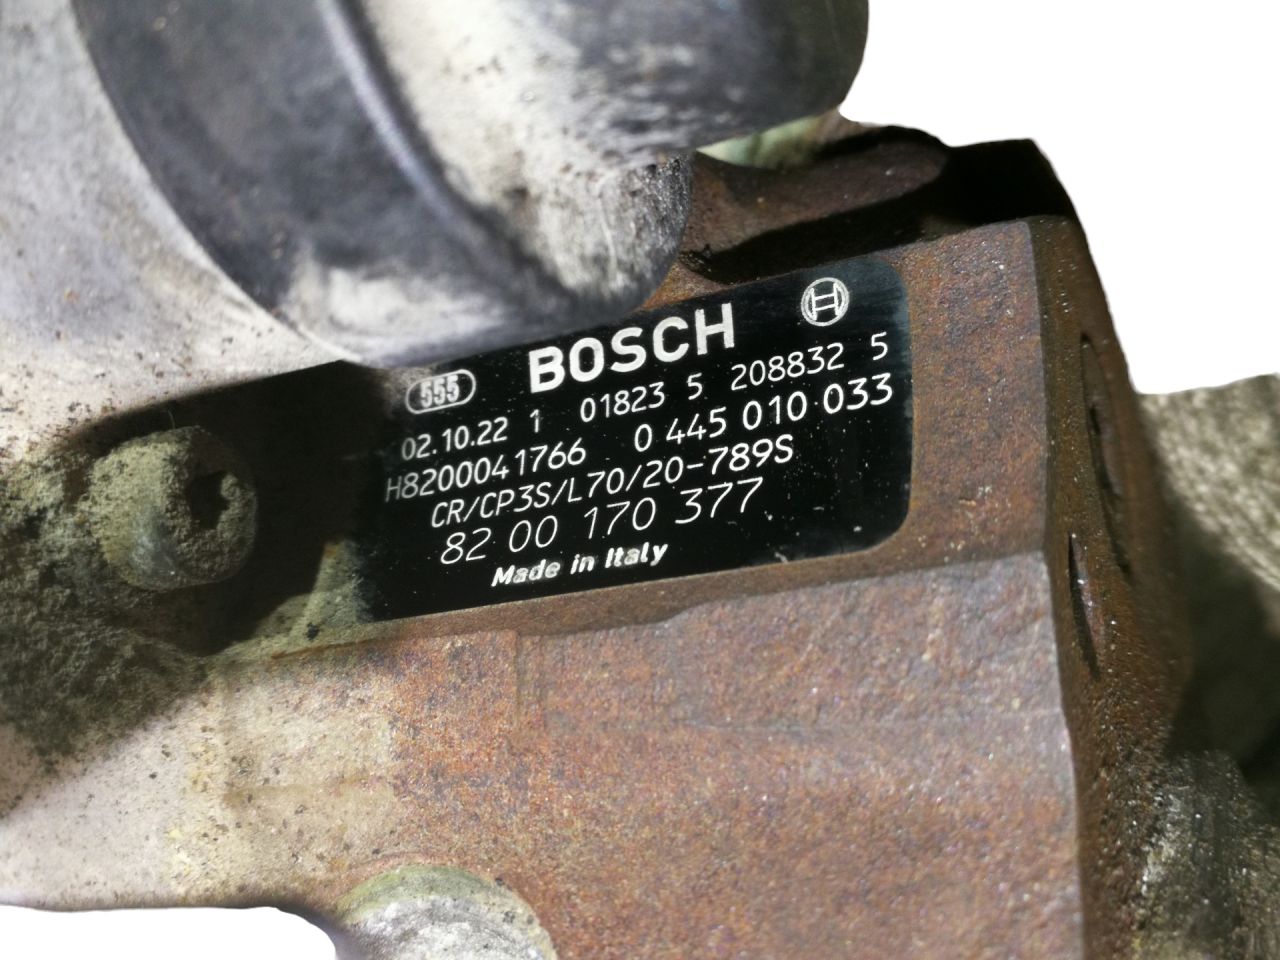 BOSCH
555
02.10.22 1 01823 5 208832 5
H8200041766 0 445 010 033
CR/CP3S/L70/20-789S
82 00 170 377
Made in Italy